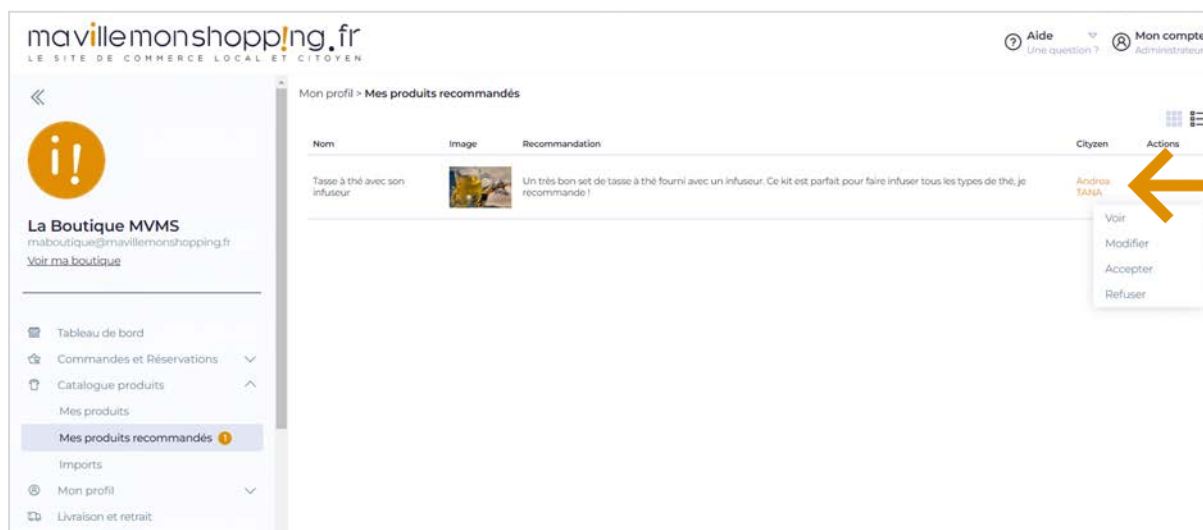 mavillemonshopp!ng.fr
LE SITE DE COMMERCE LOCAL ET CITOYEN
Aide
Une question ?
Mon compte
Administrateur
i!
La Boutique MVMS
maboutique@mavillemonshopping.fr
Voir ma boutique
Tableau de bord
Commandes et Réservations
Catalogue produits
Mes produits
Mes produits recommandés 1
Imports
Mon profil
Livraison et retrait
Mon profil > Mes produits recommandés
Nom Image Recommandation Cityzen Actions
Tasse à thé avec son
infuseur
Un très bon set de tasse à thé fourni avec un infuseur. Ce kit est parfait pour faire infuser tous les types de thé, je
recommande !
Andrea
TANA
Voir
Modifier
Accepter
Refuser